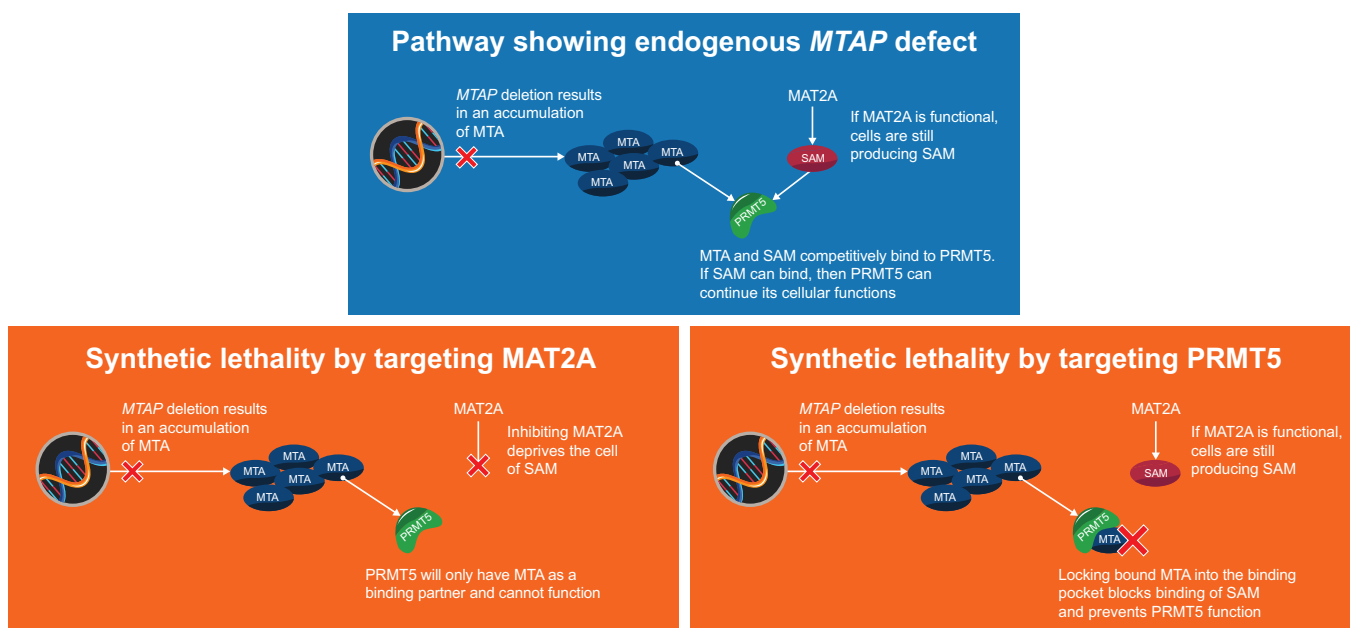 Pathway showing endogenous MTAP defect
MTAP deletion results
in an accumulation
of MTA
MTA
MTA
MTA
MTA
MTA
MAT2A
If MAT2A is functional,
cells are still
producing SAM
SAM
PRMT5
MTA and SAM competitively bind to PRMT5.
If SAM can bind, then PRMT5 can
continue its cellular functions
Synthetic lethality by targeting MAT2A
MTAP deletion results
in an accumulation
of MTA
MTA
MTA
MTA
MTA
MTA
MAT2A
Inhibiting MAT2A
deprives the cell
of SAM
PRMT5
PRMT5 will only have MTA as a
binding partner and cannot function
Synthetic lethality by targeting PRMT5
MTAP deletion results
in an accumulation
of MTA
MTA
MTA
MTA
MTA
MTA
MAT2A
If MAT2A is functional,
cells are still
producing SAM
SAM
PRMT5
MTA
Locking bound MTA into the binding
pocket blocks binding of SAM
and prevents PRMT5 function